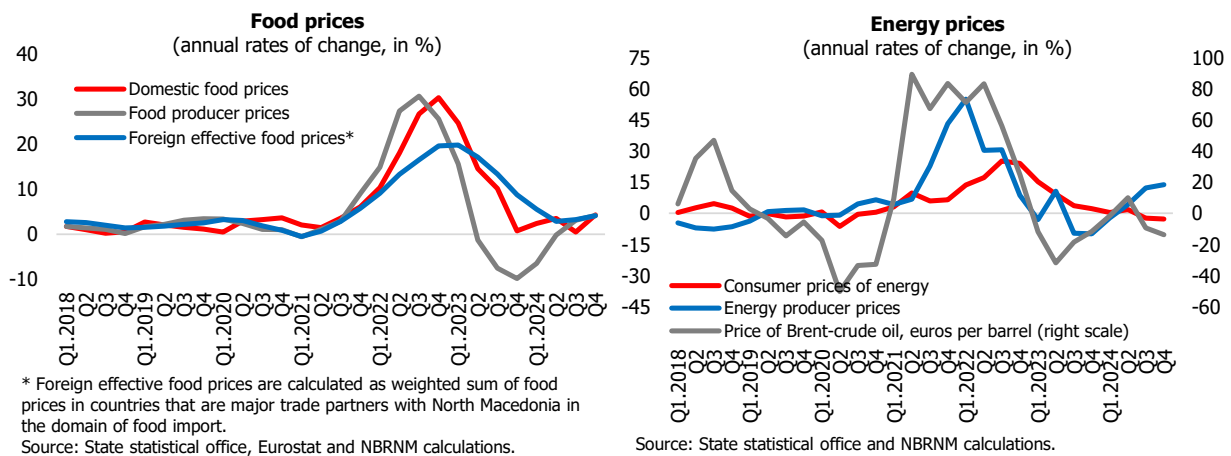 Food prices
(annual rates of change, in %)
40
30
20
10
0
-10
Domestic food prices
Food producer prices
Foreign effective food prices*
Q1.2018
Q2
Q3
Q4
Q1.2019
Q2
Q3
Q4
Q1.2020
Q2
Q3
Q4
Q1.2021
Q2
Q3
Q4
Q1.2022
Q2
Q3
Q4
Q1.2023
Q2
Q3
Q4
Q1.2024
Q2
Q3
Q4
* Foreign effective food prices are calculated as weighted sum of food
prices in countries that are major trade partners with North Macedonia in
the domain of food import.
Source: State statistical office, Eurostat and NBRNM calculations.
Energy prices
(annual rates of change, in %)
75
60
45
30
15
0
-15
-30
-45
100
80
60
40
20
0
-20
-40
-60
Consumer prices of energy
Energy producer prices
Price of Brent-crude oil, euros per barrel (right scale)
Q1.2018
Q2
Q3
Q4
Q1.2019
Q2
Q3
Q4
Q1.2020
Q2
Q3
Q4
Q1.2021
Q2
Q3
Q4
Q1.2022
Q2
Q3
Q4
Q1.2023
Q2
Q3
Q4
Q1.2024
Q2
Q3
Q4
Source: State statistical office and NBRNM calculations.